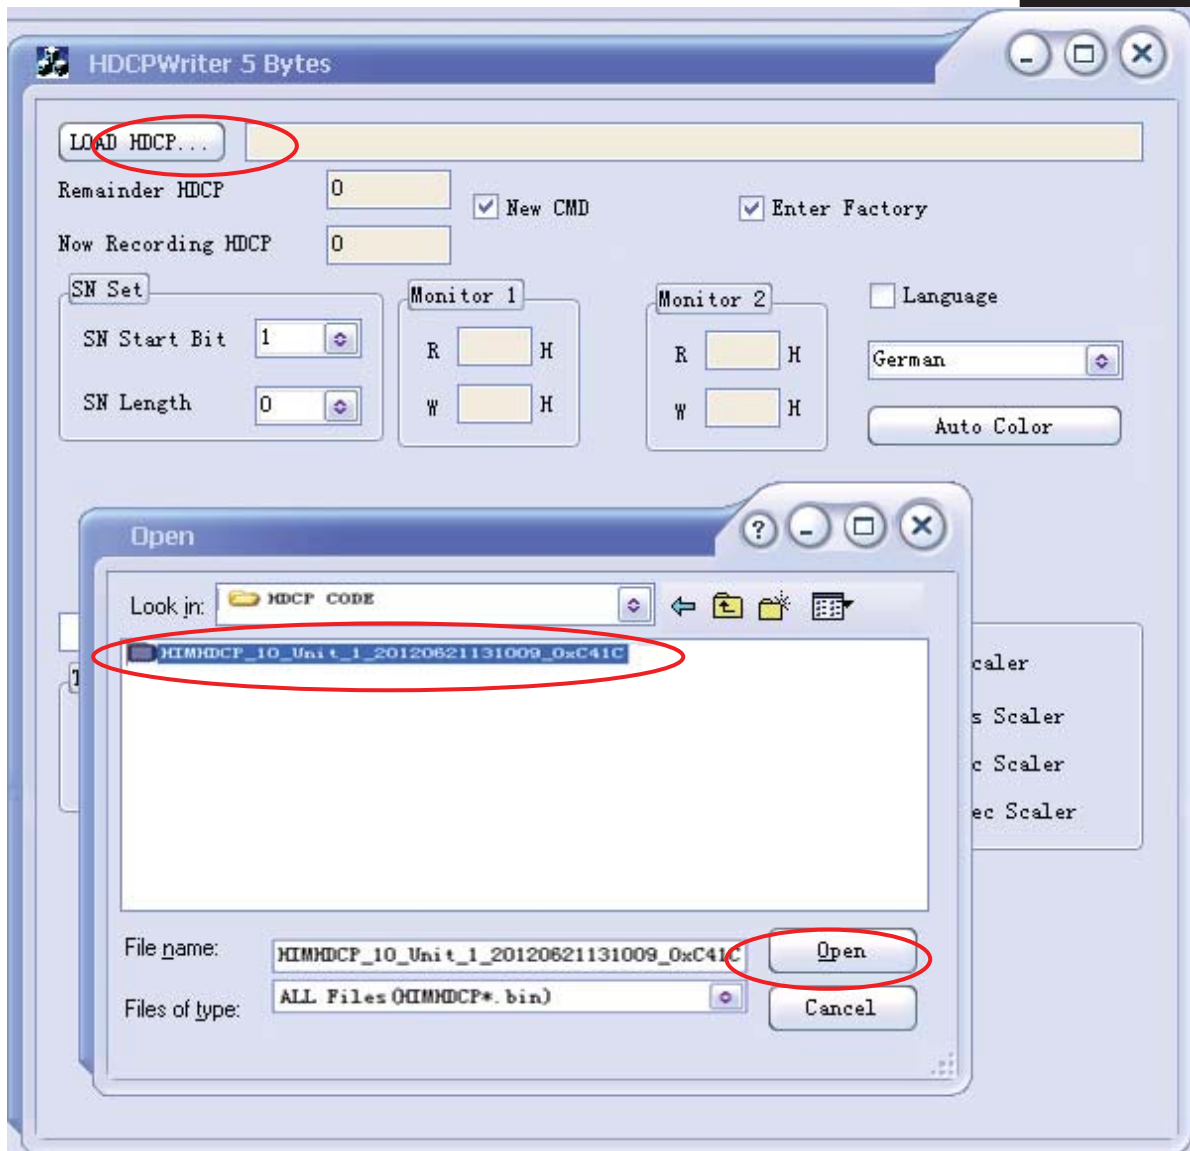 HDCPWriter 5 Bytes
LOAD HDCP...
Remainder HDCP 0
New CMD
Enter Factory
Now Recording HDCP 0
SN Set
SN Start Bit 1
SN Length 0
Monitor 1
R H
W H
Monitor 2
R H
W H
Language
German
Auto Color
Open
Look in: HDCP CODE
HIMHDCP_10_Unit_1_20120621131009_0xC41C
caler
s Scaler
c Scaler
ec Scaler
File name: HIMHDCP_10_Unit_1_20120621131009_0xC41C
Open
Files of type: ALL Files(HIMHDCP*.bin)
Cancel